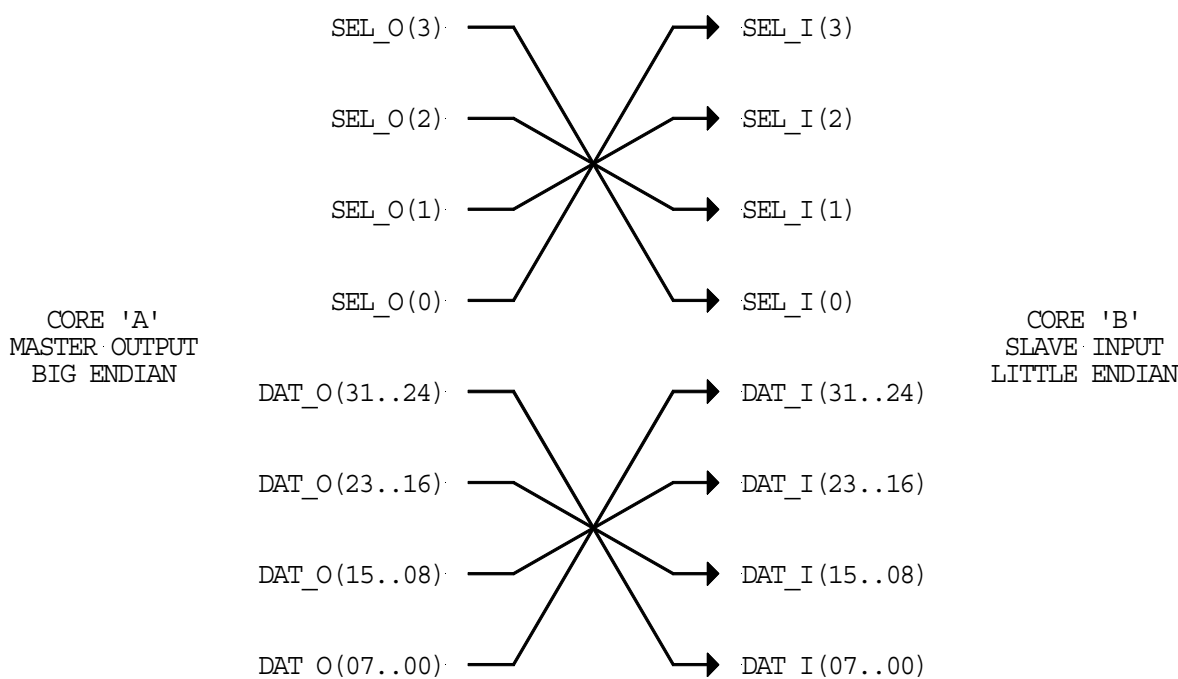 SEL_O(3) SEL_I(3)
SEL_O(2) SEL_I(2)
SEL_O(1) SEL_I(1)
SEL_O(0) SEL_I(0)
CORE 'A'
MASTER OUTPUT
BIG ENDIAN
CORE 'B'
SLAVE INPUT
LITTLE ENDIAN
DAT_O(31..24) DAT_I(31..24)
DAT_O(23..16) DAT_I(23..16)
DAT_O(15..08) DAT_I(15..08)
DAT O(07..00) DAT I(07..00)